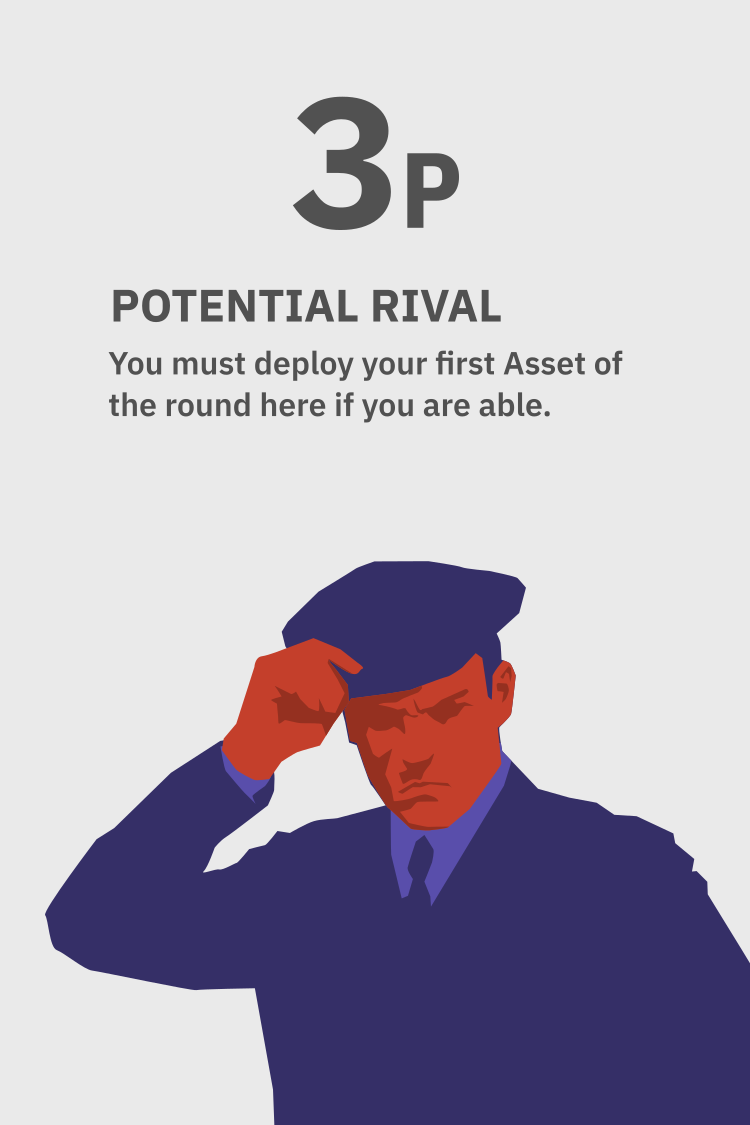 3P
POTENTIAL RIVAL
You must deploy your first Asset of
the round here if you are able.